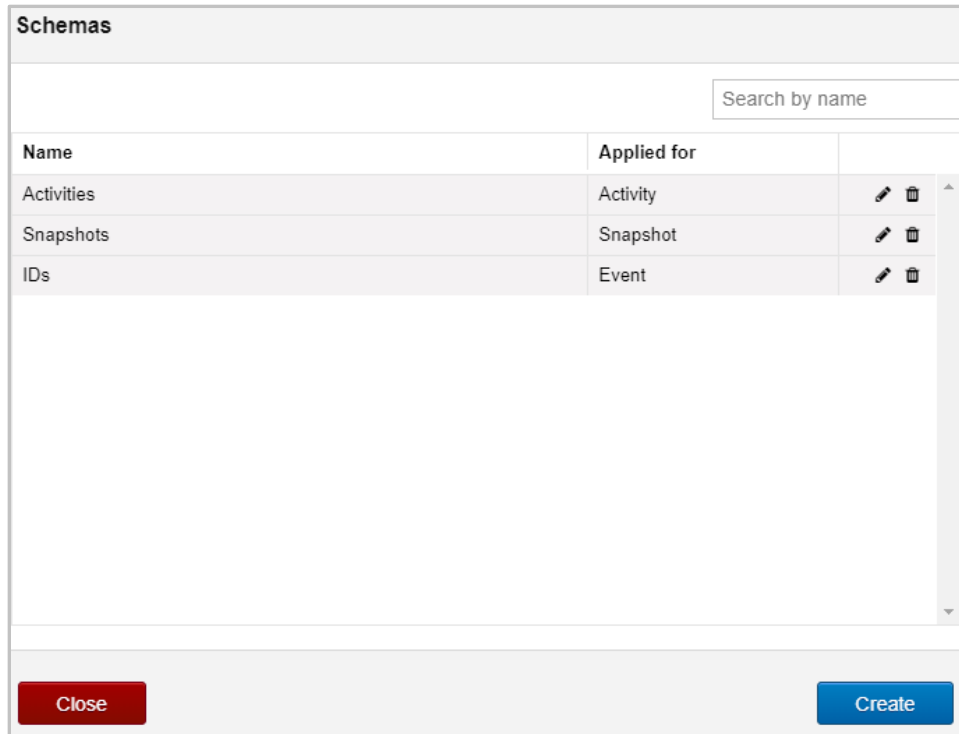 Schemas
Search by name
Name Applied for
Activities Activity
Snapshots Snapshot
IDs Event
Close Create